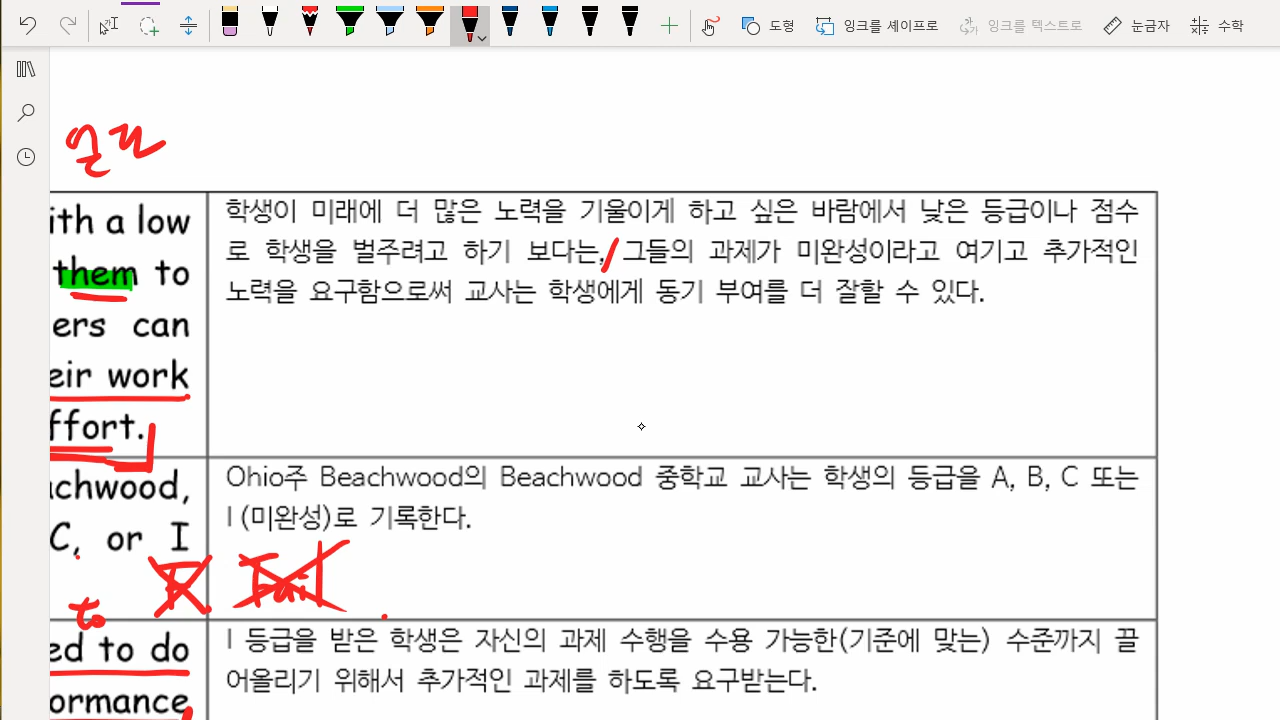 도형
잉크를 셰이프로
잉크를 텍스트로
눈금자
수학
ith a low
them to
ers can
eir work
ffort.
학생이 미래에 더 많은 노력을 기울이게 하고 싶은 바람에서 낮은 등급이나 점수
로 학생을 벌주려고 하기 보다는, 그들의 과제가 미완성이라고 여기고 추가적인
노력을 요구함으로써 교사는 학생에게 동기 부여를 더 잘할 수 있다.
achwood,
C, or I
Ohio주 Beachwood의 Beachwood 중학교 교사는 학생의 등급을 A, B, C 또는
I (미완성)로 기록한다.
F Fail
to
ed to do
ormance
I 등급을 받은 학생은 자신의 과제 수행을 수용 가능한(기준에 맞는) 수준까지 끌
어올리기 위해서 추가적인 과제를 하도록 요구받는다.